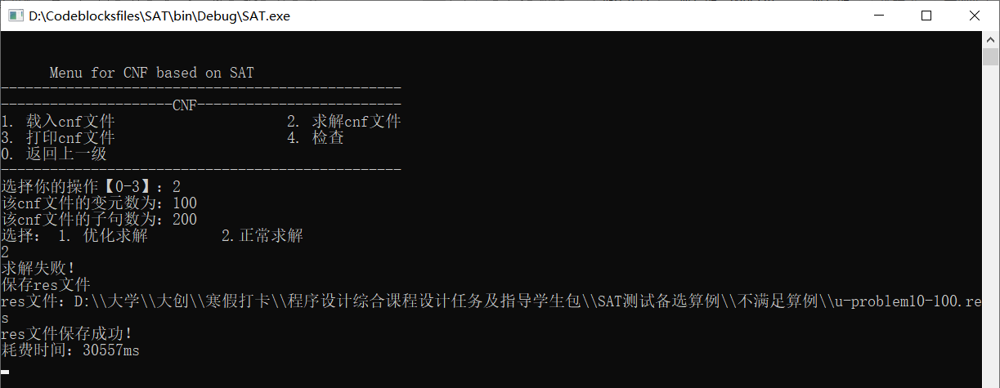 D:\Codeblocksfiles\SAT\bin\Debug\SAT.exe
Menu for CNF based on SAT
-------------------------------------------------
---------------------CNF-------------------------
1. 载入cnf文件 2. 求解cnf文件
3. 打印cnf文件 4. 检查
0. 返回上一级
-------------------------------------------------
选择你的操作【0-3】：2
该cnf文件的变元数为：100
该cnf文件的子句数为：200
选择： 1. 优化求解 2.正常求解
2
求解失败！
保存res文件
res文件：D:\\大学\\大创\\寒假打卡\\程序设计综合课程设计任务及指导学生包\\SAT测试备选算例\\不满足算例\\u-problem10-100.re
s
res文件保存成功！
耗费时间：30557ms